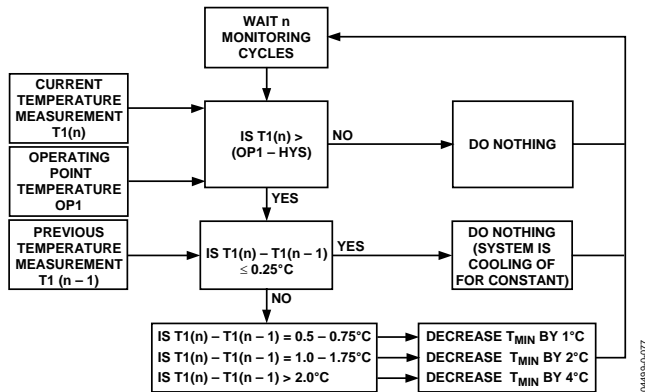 WAIT n
MONITORING
CYCLES
CURRENT
TEMPERATURE
MEASUREMENT
T1(n)
IS T1(n) >
(OP1 – HYS)
NO
DO NOTHING
OPERATING
POINT
TEMPERATURE
OP1
YES
PREVIOUS
TEMPERATURE
MEASUREMENT
T1 (n – 1)
IS T1(n) – T1(n – 1)
≤ 0.25°C
YES
DO NOTHING
(SYSTEM IS
COOLING OF
FOR CONSTANT)
NO
IS T1(n) – T1(n – 1) = 0.5 – 0.75°C
DECREASE TMIN BY 1°C
IS T1(n) – T1(n – 1) = 1.0 – 1.75°C
DECREASE TMIN BY 2°C
IS T1(n) – T1(n – 1) > 2.0°C
DECREASE TMIN BY 4°C
04499-0-077